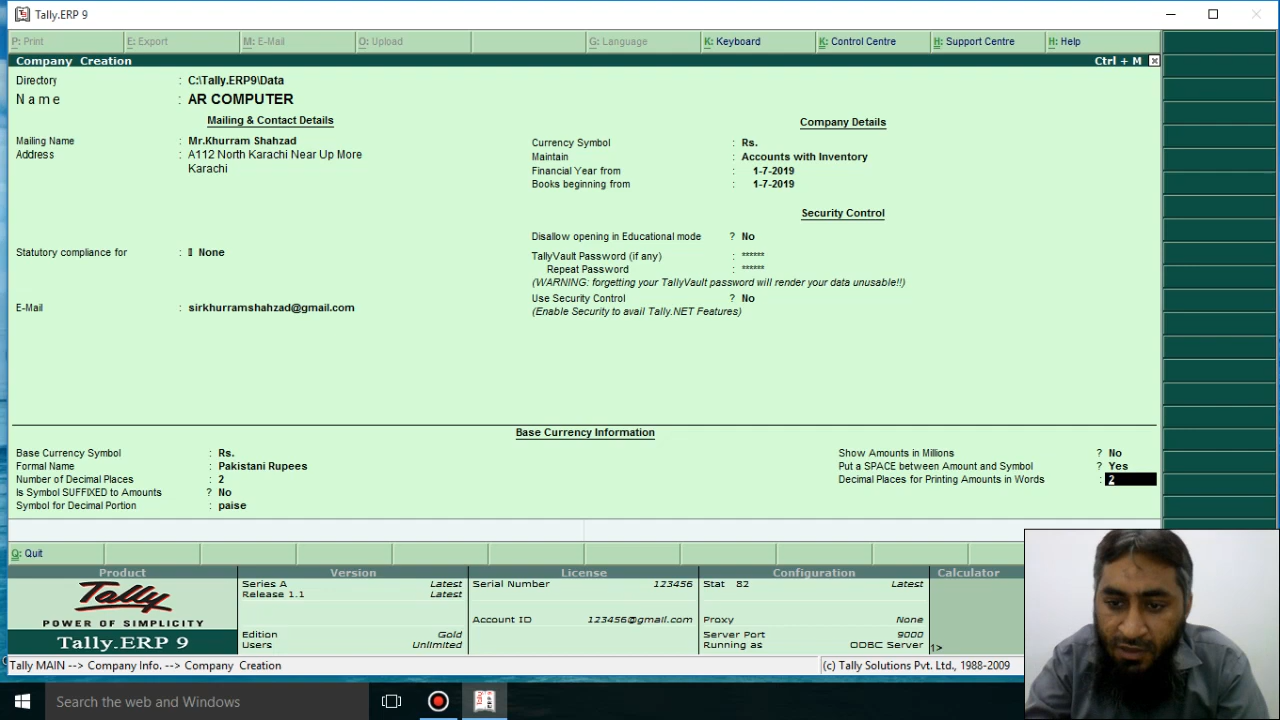 Tally.ERP 9
P: Print E: Export M: E-Mail O: Upload G: Language K: Keyboard K: Control Centre H: Support Centre H: Help
Company Creation Ctrl + M
Directory : C:\Tally.ERP9\Data
Name : AR COMPUTER
Mailing & Contact Details
Company Details
Mailing Name : Mr.Khurram Shahzad
Currency Symbol : Rs.
Address : A112 North Karachi Near Up More
Maintain : Accounts with Inventory
Karachi
Financial Year from : 1-7-2019
Books beginning from : 1-7-2019
Security Control
Disallow opening in Educational mode ? No
Statutory compliance for : None
TallyVault Password (if any) : ******
Repeat Password : ******
(WARNING: forgetting your TallyVault password will render your data unusable!!)
Use Security Control ? No
E-Mail : sirkhurramshahzad@gmail.com
(Enable Security to avail Tally.NET Features)
Base Currency Information
Base Currency Symbol : Rs. Show Amounts in Millions ? No
Formal Name : Pakistani Rupees Put a SPACE between Amount and Symbol ? Yes
Number of Decimal Places : 2 Decimal Places for Printing Amounts in Words : 2
Is Symbol SUFFIXED to Amounts ? No
Symbol for Decimal Portion : paise
Q: Quit
Product Version License Configuration Calculator
Tally
POWER OF SIMPLICITY
Tally.ERP 9
Series A Latest
Release 1.1 Latest
Edition Gold
Users Unlimited
Serial Number 123456
Account ID 123456@gmail.com
Stat 82 Latest
Proxy None
Server Port 9000
Running as ODBC Server
1>
Tally MAIN --> Company Info. --> Company Creation (c) Tally Solutions Pvt. Ltd., 1988-2009
Search the web and Windows